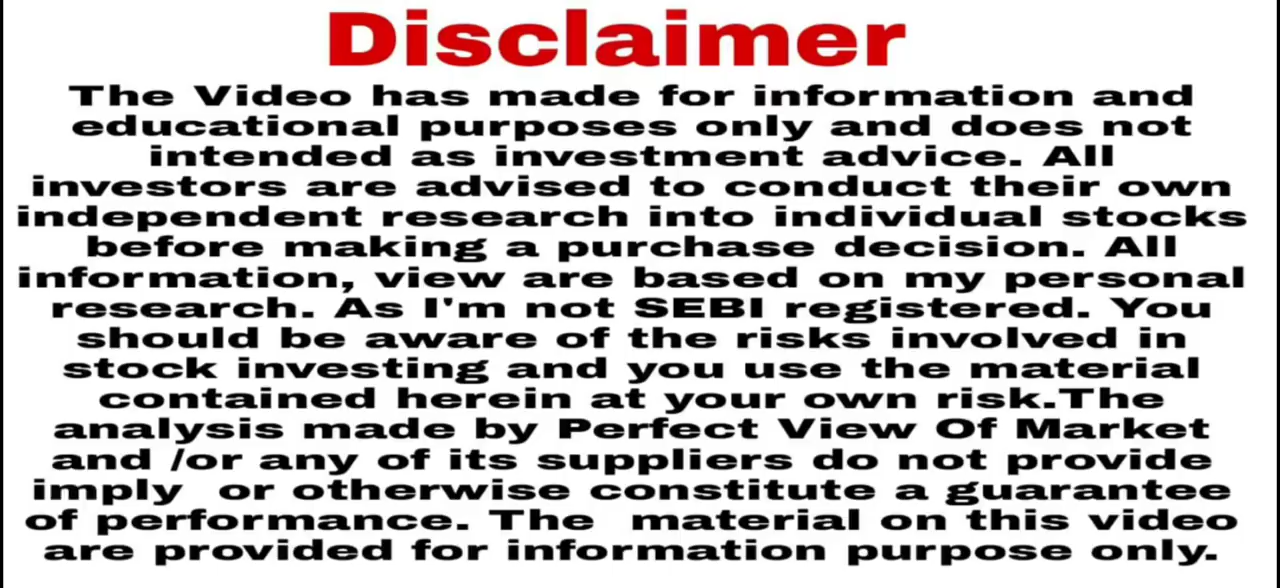 Disclaimer
The Video has made for information and
educational purposes only and does not
intended as investment advice. All
investors are advised to conduct their own
independent research into individual stocks
before making a purchase decision. All
information, view are based on my personal
research. As I'm not SEBI registered. You
should be aware of the risks involved in
stock investing and you use the material
contained herein at your own risk.The
analysis made by Perfect View Of Market
and /or any of its suppliers do not provide
imply  or otherwise constitute a guarantee
of performance. The  material on this video
are provided for information purpose only.